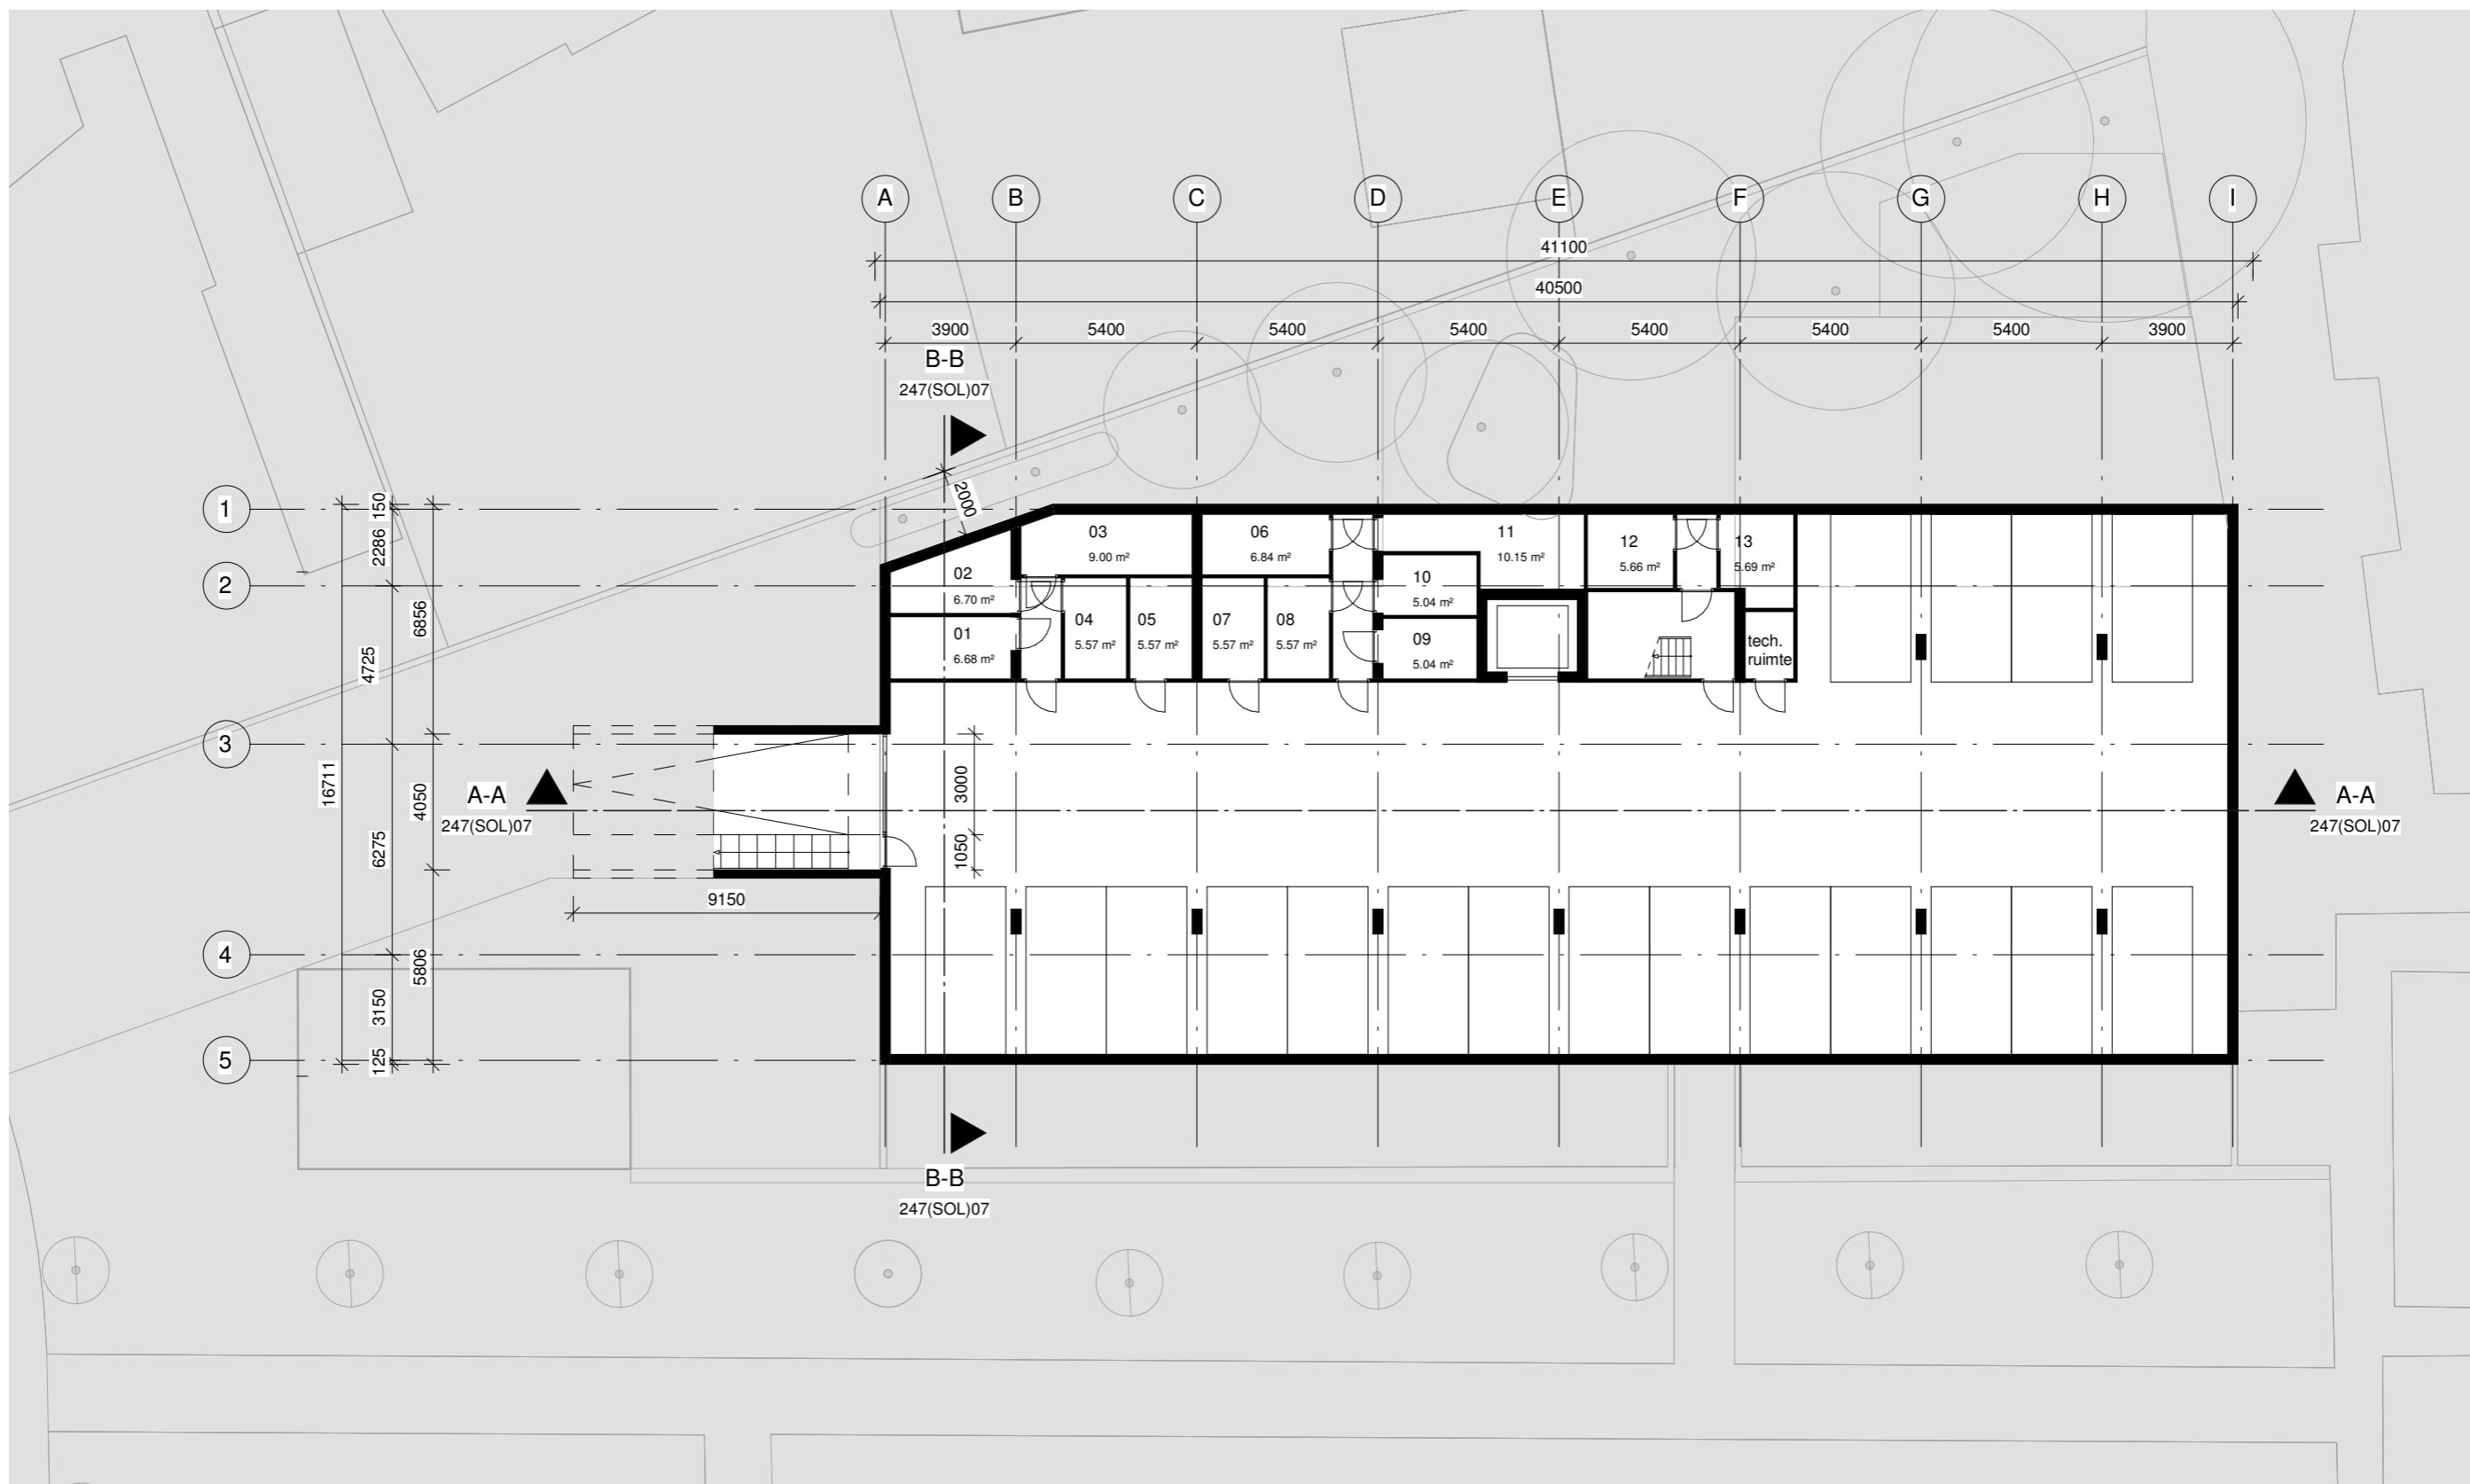 A B C D E F G H I
41100
40500
3900 5400 5400 5400 5400 5400 5400 3900
B-B
247(SOL)07
2000
1
2
3
4
5
150
2286
4725
6275
3150
125
16711
6856
4050
5806
03
9.00 m²
06
6.84 m²
11
10.15 m²
12
5.66 m²
13
5.69 m²
02
6.70 m²
10
5.04 m²
01
6.68 m²
04
5.57 m²
05
5.57 m²
07
5.57 m²
08
5.57 m²
09
5.04 m²
tech.
ruimte
A-A
247(SOL)07
3000
1050
A-A
247(SOL)07
9150
B-B
247(SOL)07